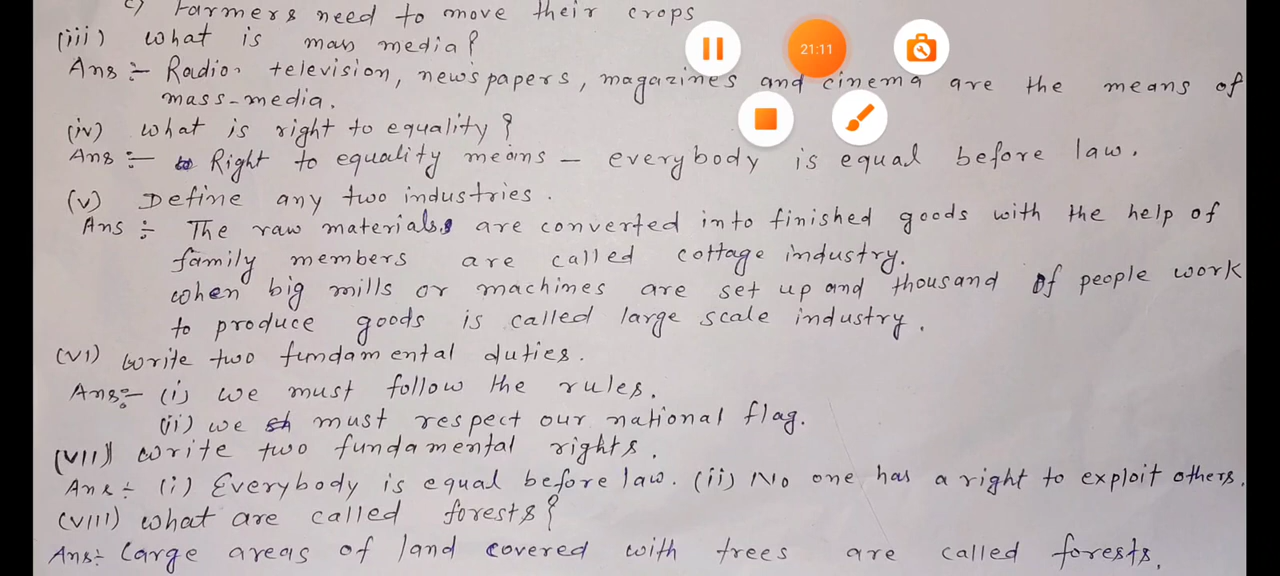 c) Farmers need to move their crops
(iii) What is mass media?
Ans :- Radio, television, newspapers, magazines and cinema are the means of
mass-media.
(iv) What is right to equality?
Ans :- Right to equality means - everybody is equal before law.
(v) Define any two industries.
Ans :- The raw materials are converted into finished goods with the help of
family members are called cottage industry.
When big mills or machines are set up and thousand of people work
to produce goods is called large scale industry.
(VI) Write two fundamental duties.
Ans:- (i) We must follow the rules.
(ii) We must respect our national flag.
(VII) Write two fundamental rights.
Ans :- (i) Everybody is equal before law. (ii) No one has a right to exploit others.
(VIII) What are called forests?
Ans:- Large areas of land covered with trees are called forests.
21:11